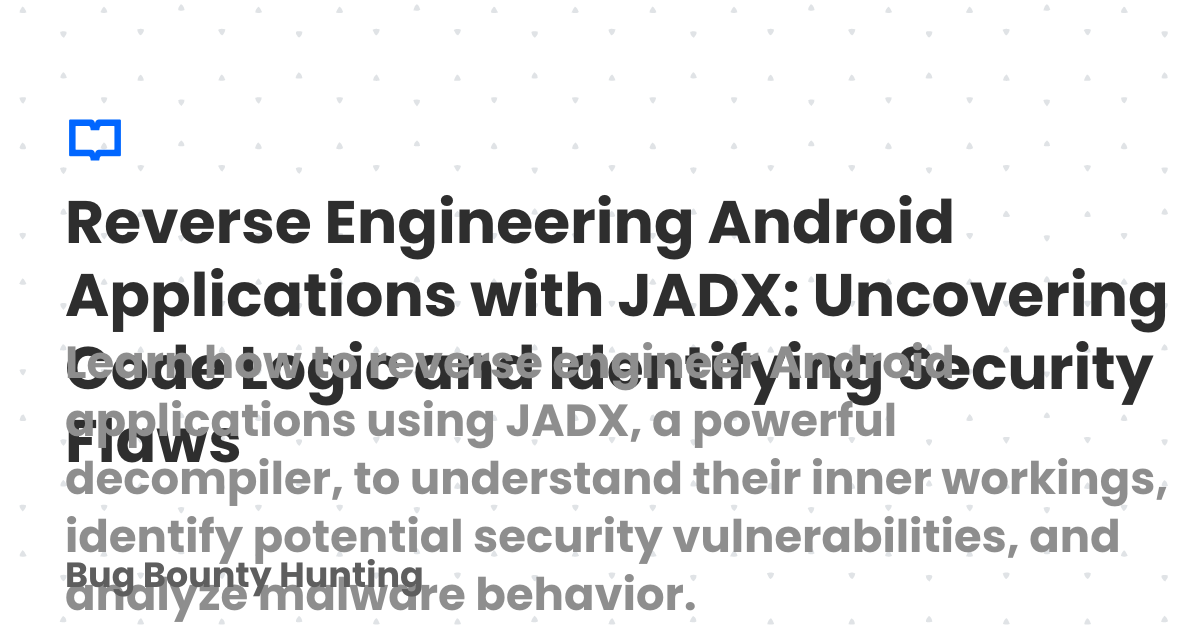 Reverse Engineering Android
Applications with JADX: Uncovering
Code Logic and Identifying Security
Flaws
Learn how to reverse engineer Android
applications using JADX, a powerful
decompiler, to understand their inner workings,
identify potential security vulnerabilities, and
analyze malware behavior.
Bug Bounty Hunting